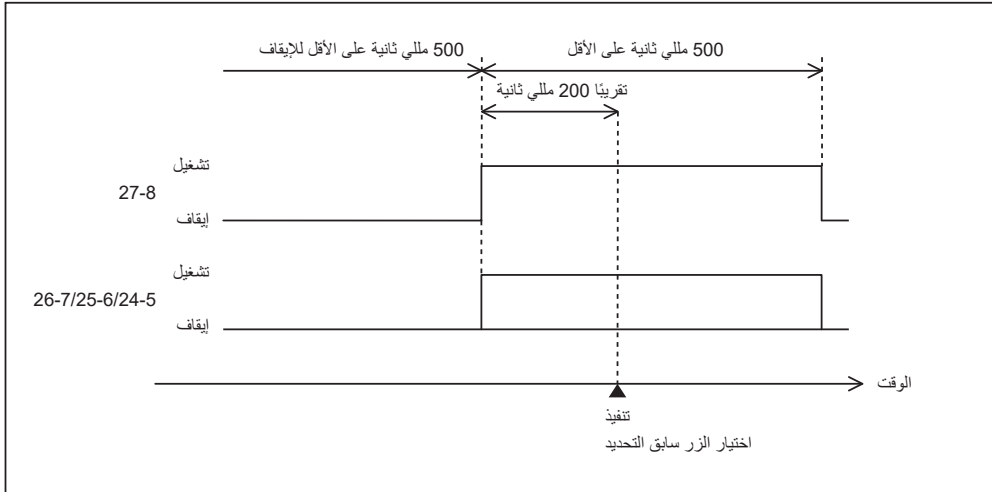 500 مللي ثانية على الأقل للإيقاف
500 مللي ثانية على الأقل
تقريبًا 200 مللي ثانية
تشغيل
27-8
إيقاف
تشغيل
26-7/25-6/24-5
إيقاف
الوقت
تنفيذ
اختيار الزر سابق التحديد